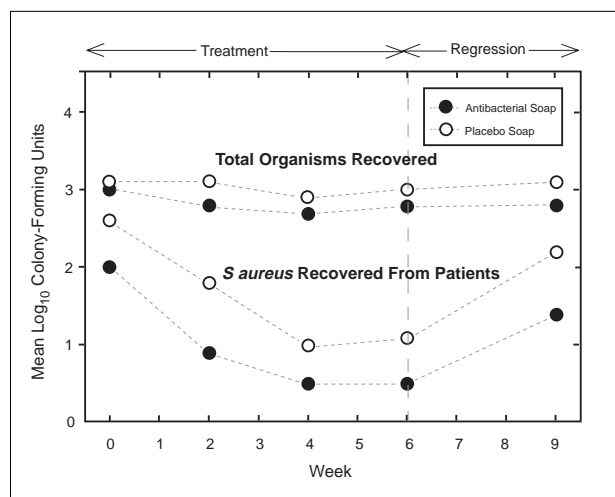 Treatment
Regression
Antibacterial Soap
Placebo Soap
Total Organisms Recovered
S aureus Recovered From Patients
Mean Log10 Colony-Forming Units
4
3
2
1
0
0 1 2 3 4 5 6 7 8 9
Week